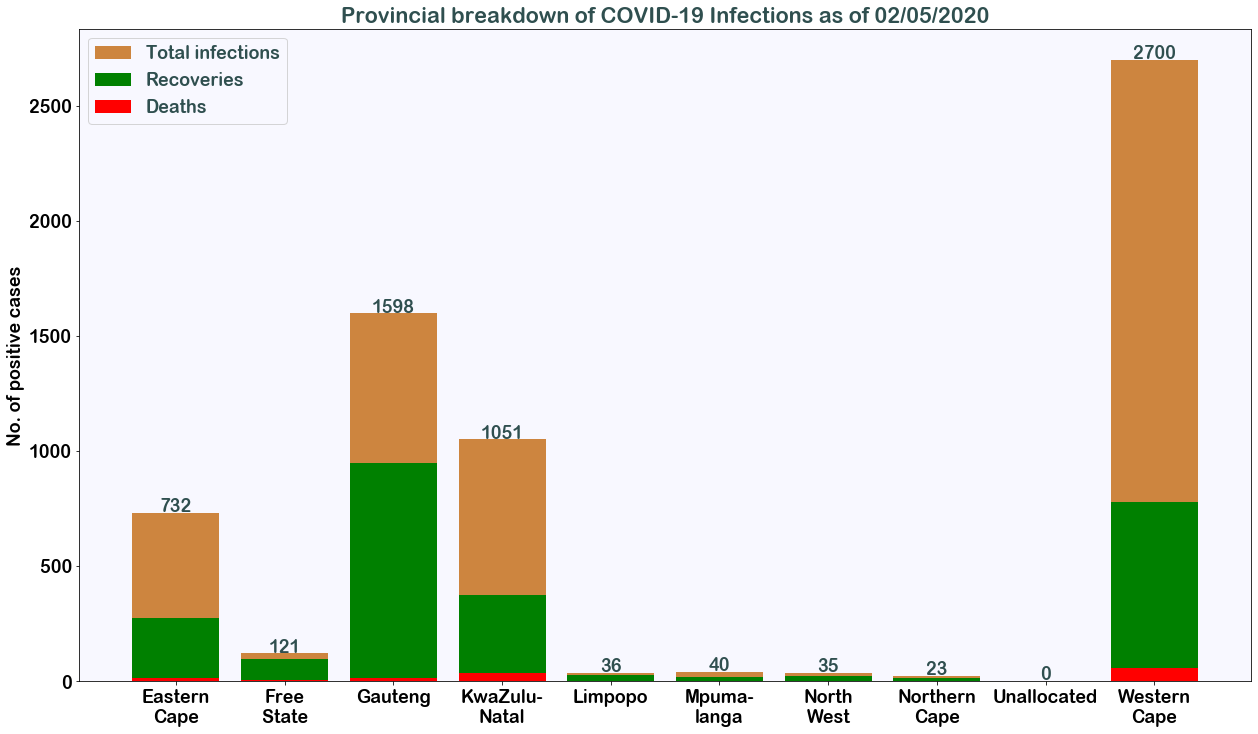 Provincial breakdown of COVID-19 Infections as of 02/05/2020
Total infections
Recoveries
Deaths
No. of positive cases
2500
2000
1500
1000
500
0
732
121
1598
1051
36
40
35
23
0
2700
Eastern
Cape
Free
State
Gauteng
KwaZulu-
Natal
Limpopo
Mpuma-
langa
North
West
Northern
Cape
Unallocated
Western
Cape